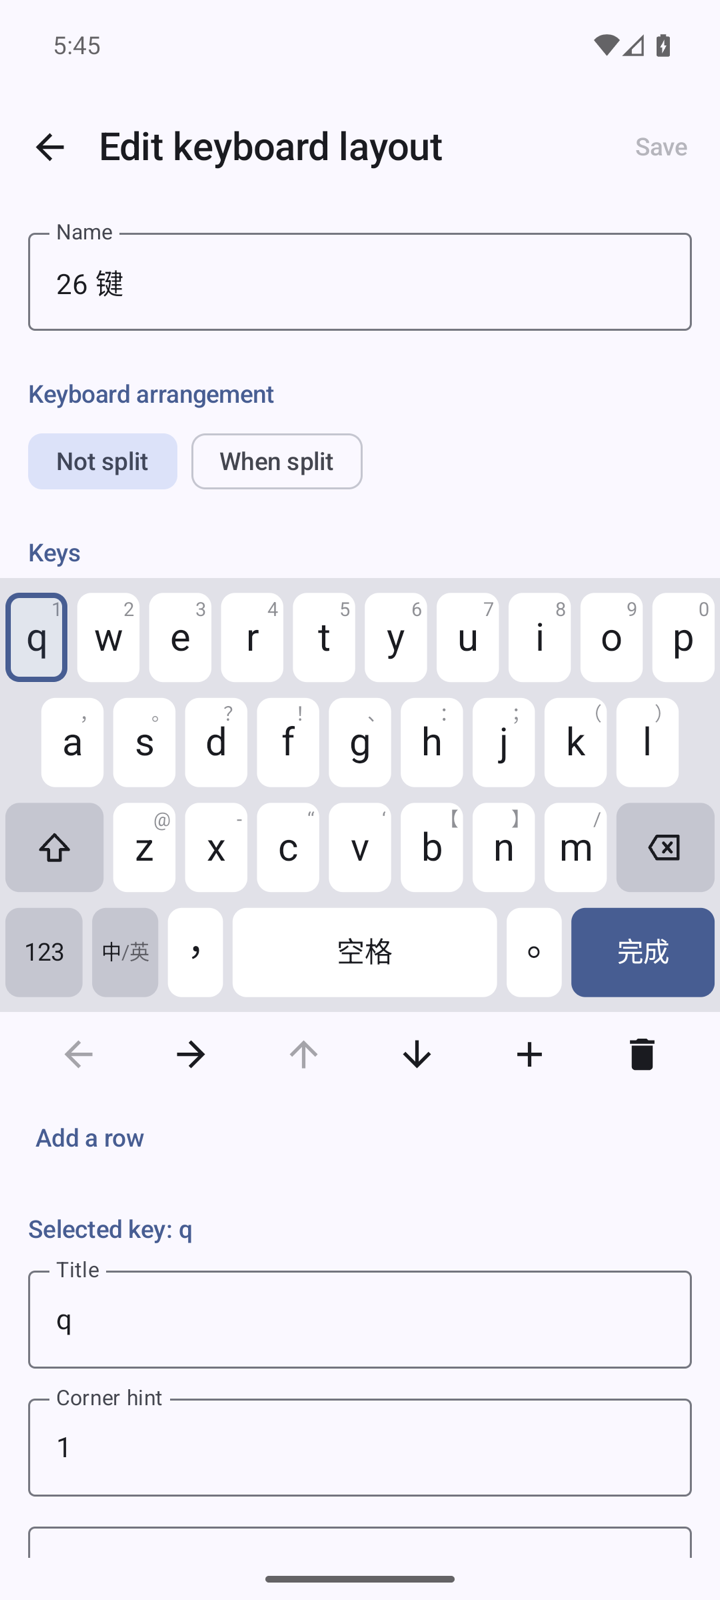 5:45
Edit keyboard layout
Save
Name
26 键
Keyboard arrangement
Not split
When split
Keys
q 1 w 2 e 3 r 4 t 5 y 6 u 7 i 8 o 9 p 0
a , s 。 d ? f ! g 、 h : j ; k ( l )
z @ x - c “ v ‘ b 【 n 】 m /
123 中/英 ， 空格 。 完成
Add a row
Selected key: q
Title
q
Corner hint
1